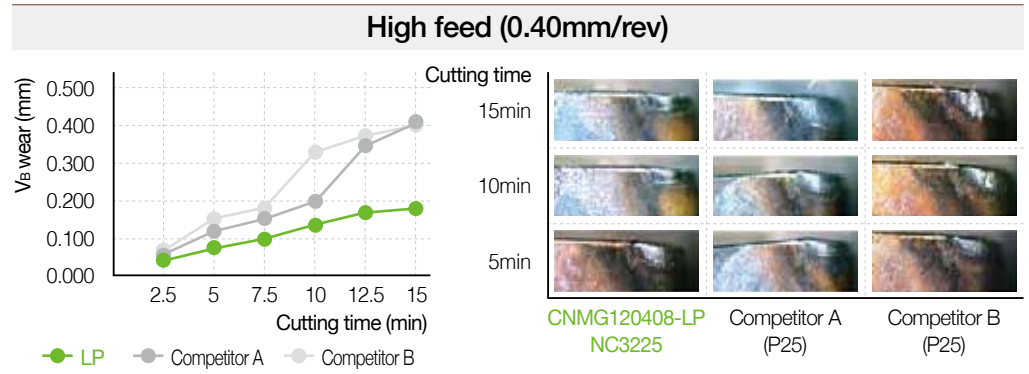 High feed (0.40mm/rev)
VB wear (mm)
0.500
0.400
0.300
0.200
0.100
0.000
2.5 5 7.5 10 12.5 15
Cutting time (min)
LP Competitor A Competitor B
Cutting time
15min
10min
5min
CNMG120408-LP Competitor A Competitor B
NC3225 (P25) (P25)